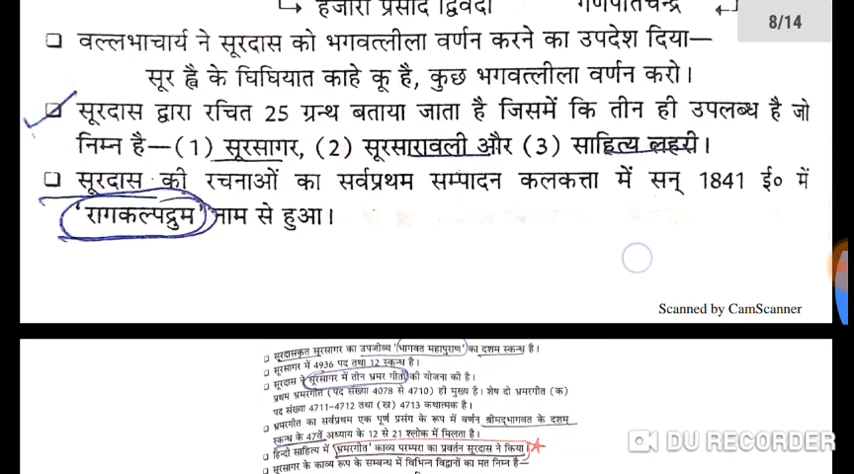 हजारी प्रसाद द्विवेदी गणपतिचन्द्र
8/14
वल्लभाचार्य ने सूरदास को भगवत्लीला वर्णन करने का उपदेश दिया—
सूर ह्वै के घिघियात काहे कू है, कुछ भगवत्लीला वर्णन करो।
सूरदास द्वारा रचित 25 ग्रन्थ बताया जाता है जिसमें कि तीन ही उपलब्ध है जो
निम्न है—(1) सूरसागर, (2) सूरसारावली और (3) साहित्य लहरी।
सूरदास की रचनाओं का सर्वप्रथम सम्पादन कलकत्ता में सन् 1841 ई० में
'रागकल्पद्रुम' नाम से हुआ।
Scanned by CamScanner
सूरदासकृत सूरसागर का उपजीव्य 'भागवत महापुराण' का दशम स्कन्ध है।
सूरसागर में 4936 पद तथा 12 स्कन्ध है।
सूरदास ने सूरसागर में तीन भ्रमर गीतों की योजना की है।
प्रथम भ्रमरगीत (पद संख्या 4078 से 4710) ही मुख्य है। शेष दो भ्रमरगीत (क)
पद संख्या 4711-4712 तथा (ख) 4713 कथात्मक है।
भ्रमरगीत का सर्वप्रथम एक पूर्ण प्रसंग के रूप में वर्णन श्रीमद्भागवत के दशम
स्कन्ध के 47वें अध्याय के 12 से 21 श्लोक में मिलता है।
हिन्दी साहित्य में भ्रमरगीत' काव्य परम्परा का प्रवर्तन सूरदास ने किया।
DU RECORDER
सूरसागर के काव्य रूप के सम्बन्ध में विभिन्न विद्वानों का मत निम्न है—